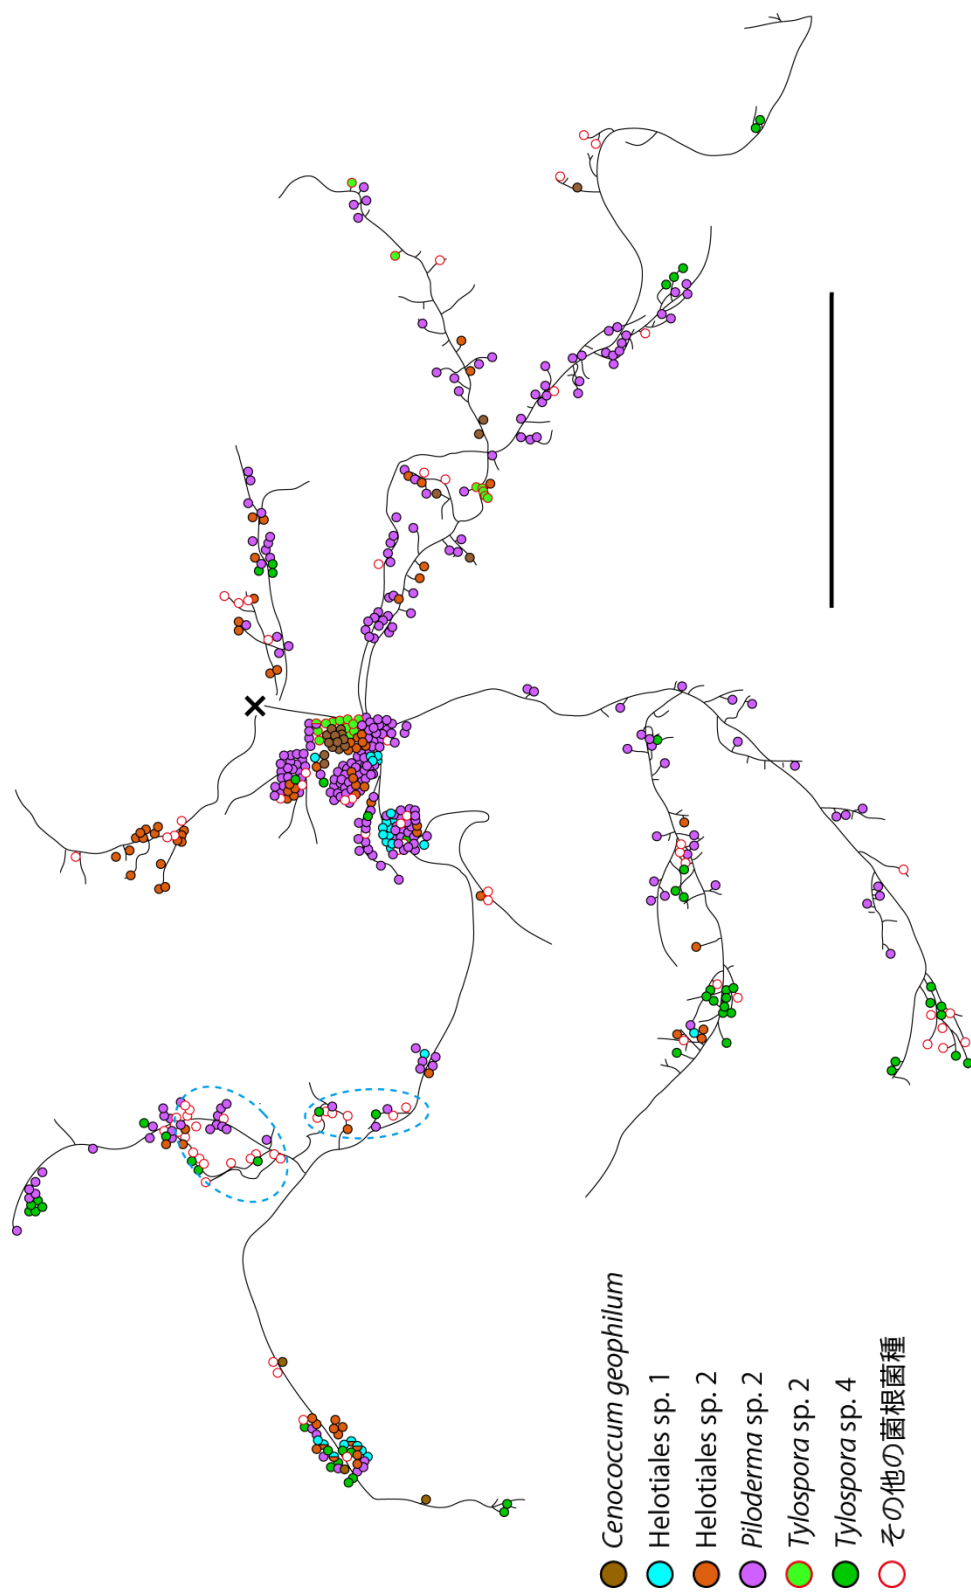 Cenococcum geophilum
Helotiales sp. 1
Helotiales sp. 2
Piloderma sp. 2
Tylospora sp. 2
Tylospora sp. 4
その他の菌根菌種